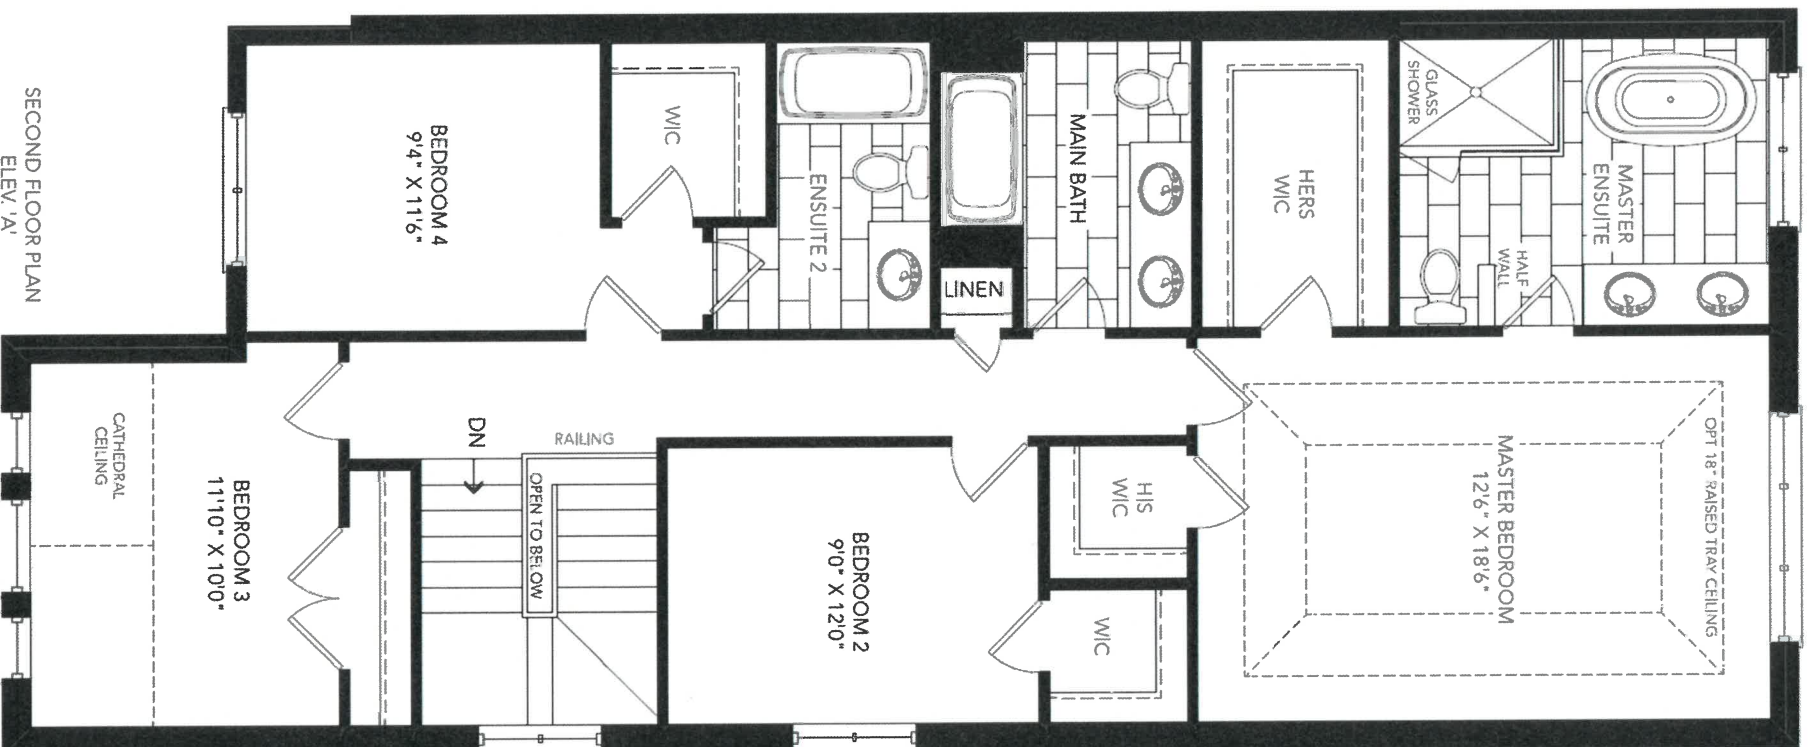 SECOND FLOOR PLAN
ELEV. 'A'
BEDROOM 4
9'4" X 11'6"
WIC
ENSUITE 2
LINEN
MAIN BATH
HERS
WIC
GLASS
SHOWER
MASTER
ENSUITE
HALF
WALL
CATHEDRAL
CEILING
BEDROOM 3
11'10" X 10'0"
DN
RAILING
OPEN TO BELOW
BEDROOM 2
9'0" X 12'0"
HIS
WIC
WIC
MASTER BEDROOM
12'6" X 18'6"
OPT 18" RAISED TRAY CEILING